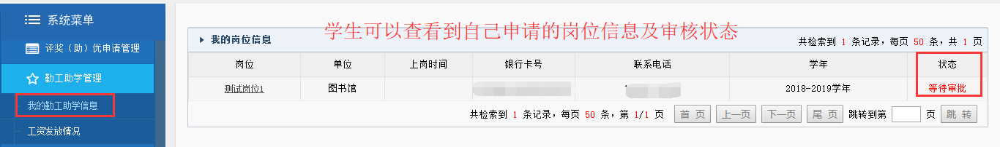 系统菜单
评奖（助）优申请管理
勤工助学管理
我的勤工助学信息
工资发放情况
学生可以查看到自己申请的岗位信息及审核状态
我的岗位信息
共检索到 1 条记录，每页 50 条，共 1 页
岗位 单位 上岗时间 银行卡号 联系电话 学年 状态
测试岗位1 图书馆 2018-2019学年 等待审批
共检索到 1 条记录，每页 50 条，第 1/1 页 首 页 上一页 下一页 尾 页 跳转到第 页 跳 转